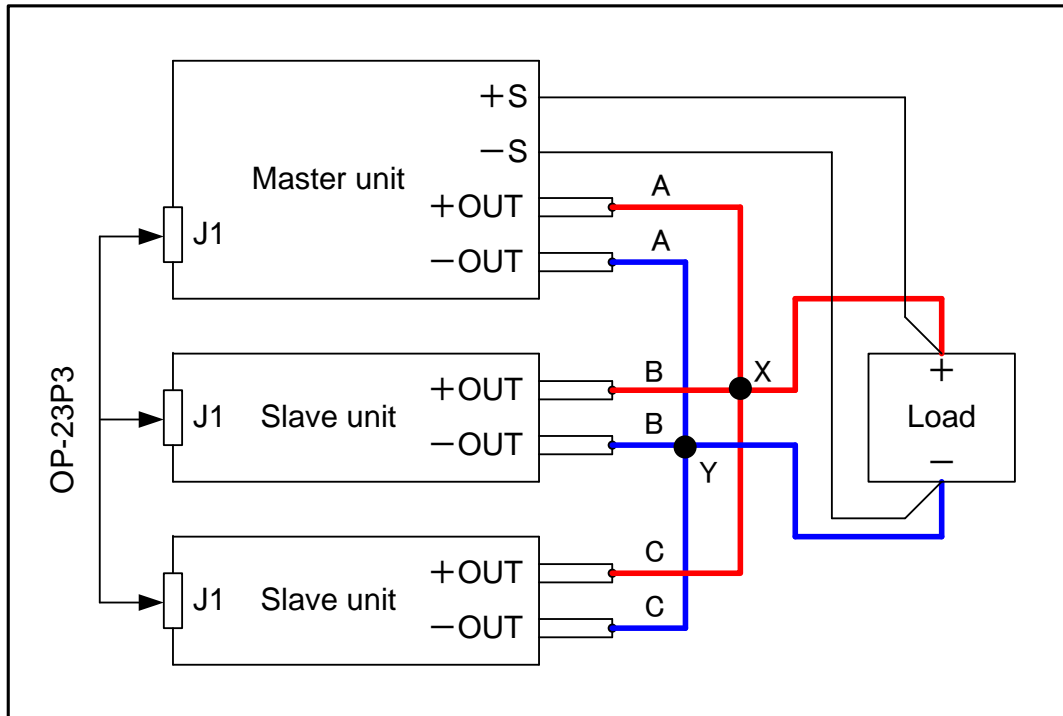 +S
−S
Master unit
A
+OUT
J1
A
−OUT
OP-23P3
B
X
+OUT
+
J1
Slave unit
Load
B
−OUT
−
Y
C
+OUT
J1
Slave unit
C
−OUT